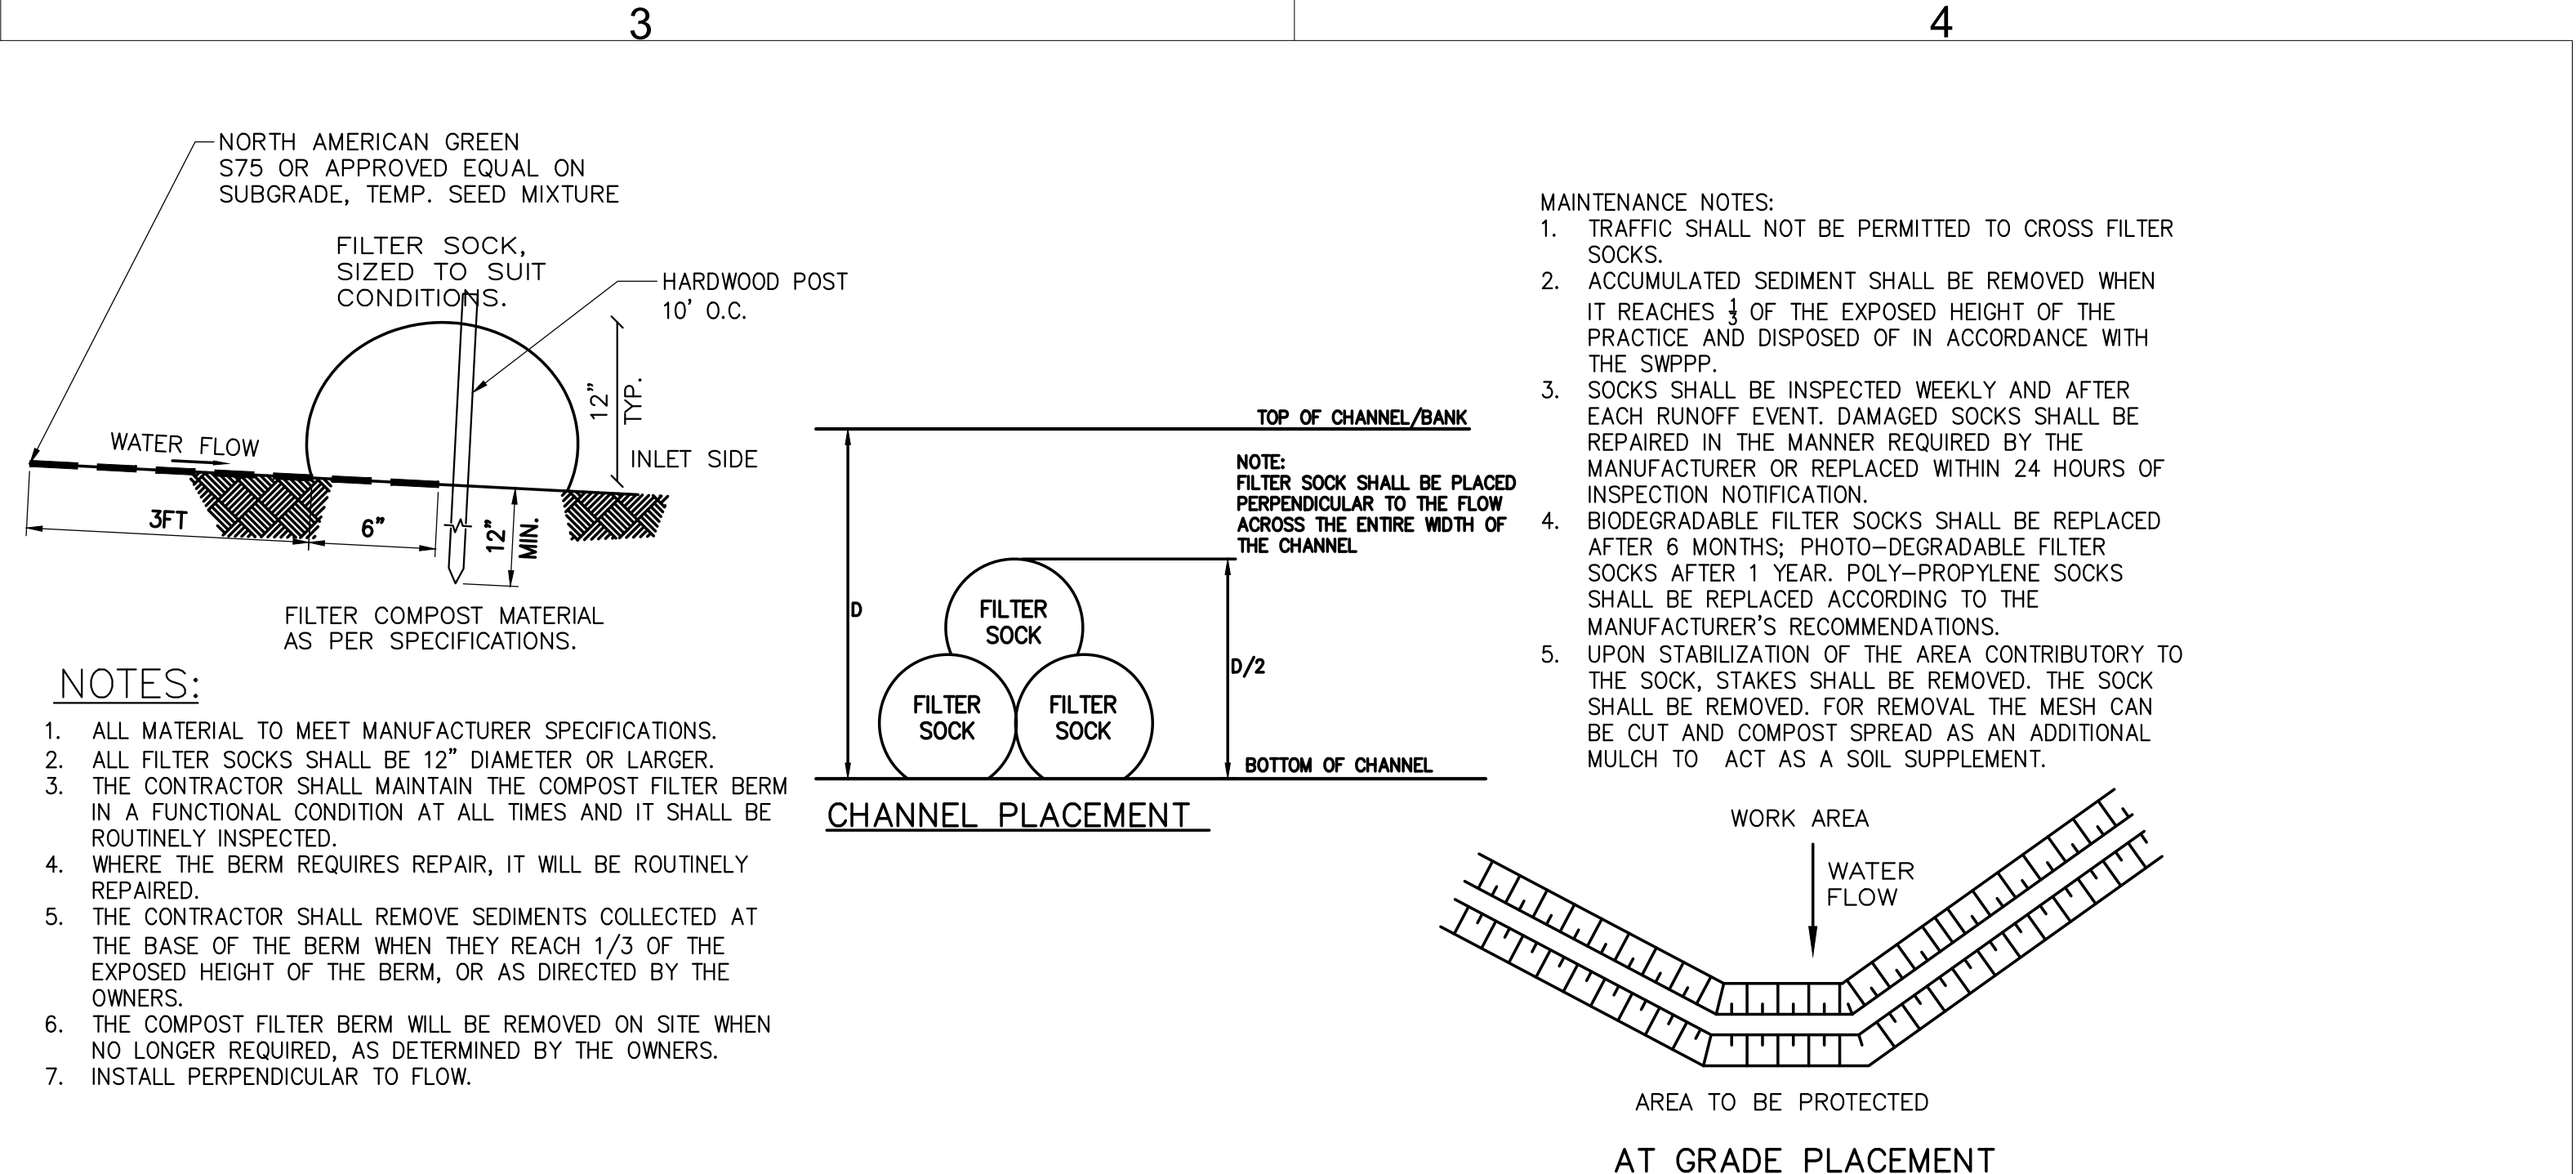 3
4
NORTH AMERICAN GREEN
S75 OR APPROVED EQUAL ON
SUBGRADE, TEMP. SEED MIXTURE
FILTER SOCK,
SIZED TO SUIT
CONDITIONS.
HARDWOOD POST
10' O.C.
12"
TYP.
WATER FLOW
INLET SIDE
3FT
6"
12"
MIN.
FILTER COMPOST MATERIAL
AS PER SPECIFICATIONS.
NOTES:
1. ALL MATERIAL TO MEET MANUFACTURER SPECIFICATIONS.
2. ALL FILTER SOCKS SHALL BE 12" DIAMETER OR LARGER.
3. THE CONTRACTOR SHALL MAINTAIN THE COMPOST FILTER BERM
IN A FUNCTIONAL CONDITION AT ALL TIMES AND IT SHALL BE
ROUTINELY INSPECTED.
4. WHERE THE BERM REQUIRES REPAIR, IT WILL BE ROUTINELY
REPAIRED.
5. THE CONTRACTOR SHALL REMOVE SEDIMENTS COLLECTED AT
THE BASE OF THE BERM WHEN THEY REACH 1/3 OF THE
EXPOSED HEIGHT OF THE BERM, OR AS DIRECTED BY THE
OWNERS.
6. THE COMPOST FILTER BERM WILL BE REMOVED ON SITE WHEN
NO LONGER REQUIRED, AS DETERMINED BY THE OWNERS.
7. INSTALL PERPENDICULAR TO FLOW.
TOP OF CHANNEL/BANK
NOTE:
FILTER SOCK SHALL BE PLACED
PERPENDICULAR TO THE FLOW
ACROSS THE ENTIRE WIDTH OF
THE CHANNEL
D
FILTER
SOCK
D/2
FILTER
SOCK
FILTER
SOCK
BOTTOM OF CHANNEL
CHANNEL PLACEMENT
MAINTENANCE NOTES:
1. TRAFFIC SHALL NOT BE PERMITTED TO CROSS FILTER
SOCKS.
2. ACCUMULATED SEDIMENT SHALL BE REMOVED WHEN
IT REACHES 1/3 OF THE EXPOSED HEIGHT OF THE
PRACTICE AND DISPOSED OF IN ACCORDANCE WITH
THE SWPPP.
3. SOCKS SHALL BE INSPECTED WEEKLY AND AFTER
EACH RUNOFF EVENT. DAMAGED SOCKS SHALL BE
REPAIRED IN THE MANNER REQUIRED BY THE
MANUFACTURER OR REPLACED WITHIN 24 HOURS OF
INSPECTION NOTIFICATION.
4. BIODEGRADABLE FILTER SOCKS SHALL BE REPLACED
AFTER 6 MONTHS; PHOTO-DEGRADABLE FILTER
SOCKS AFTER 1 YEAR. POLY-PROPYLENE SOCKS
SHALL BE REPLACED ACCORDING TO THE
MANUFACTURER'S RECOMMENDATIONS.
5. UPON STABILIZATION OF THE AREA CONTRIBUTORY TO
THE SOCK, STAKES SHALL BE REMOVED. THE SOCK
SHALL BE REMOVED. FOR REMOVAL THE MESH CAN
BE CUT AND COMPOST SPREAD AS AN ADDITIONAL
MULCH TO ACT AS A SOIL SUPPLEMENT.
WORK AREA
WATER
FLOW
AREA TO BE PROTECTED
AT GRADE PLACEMENT